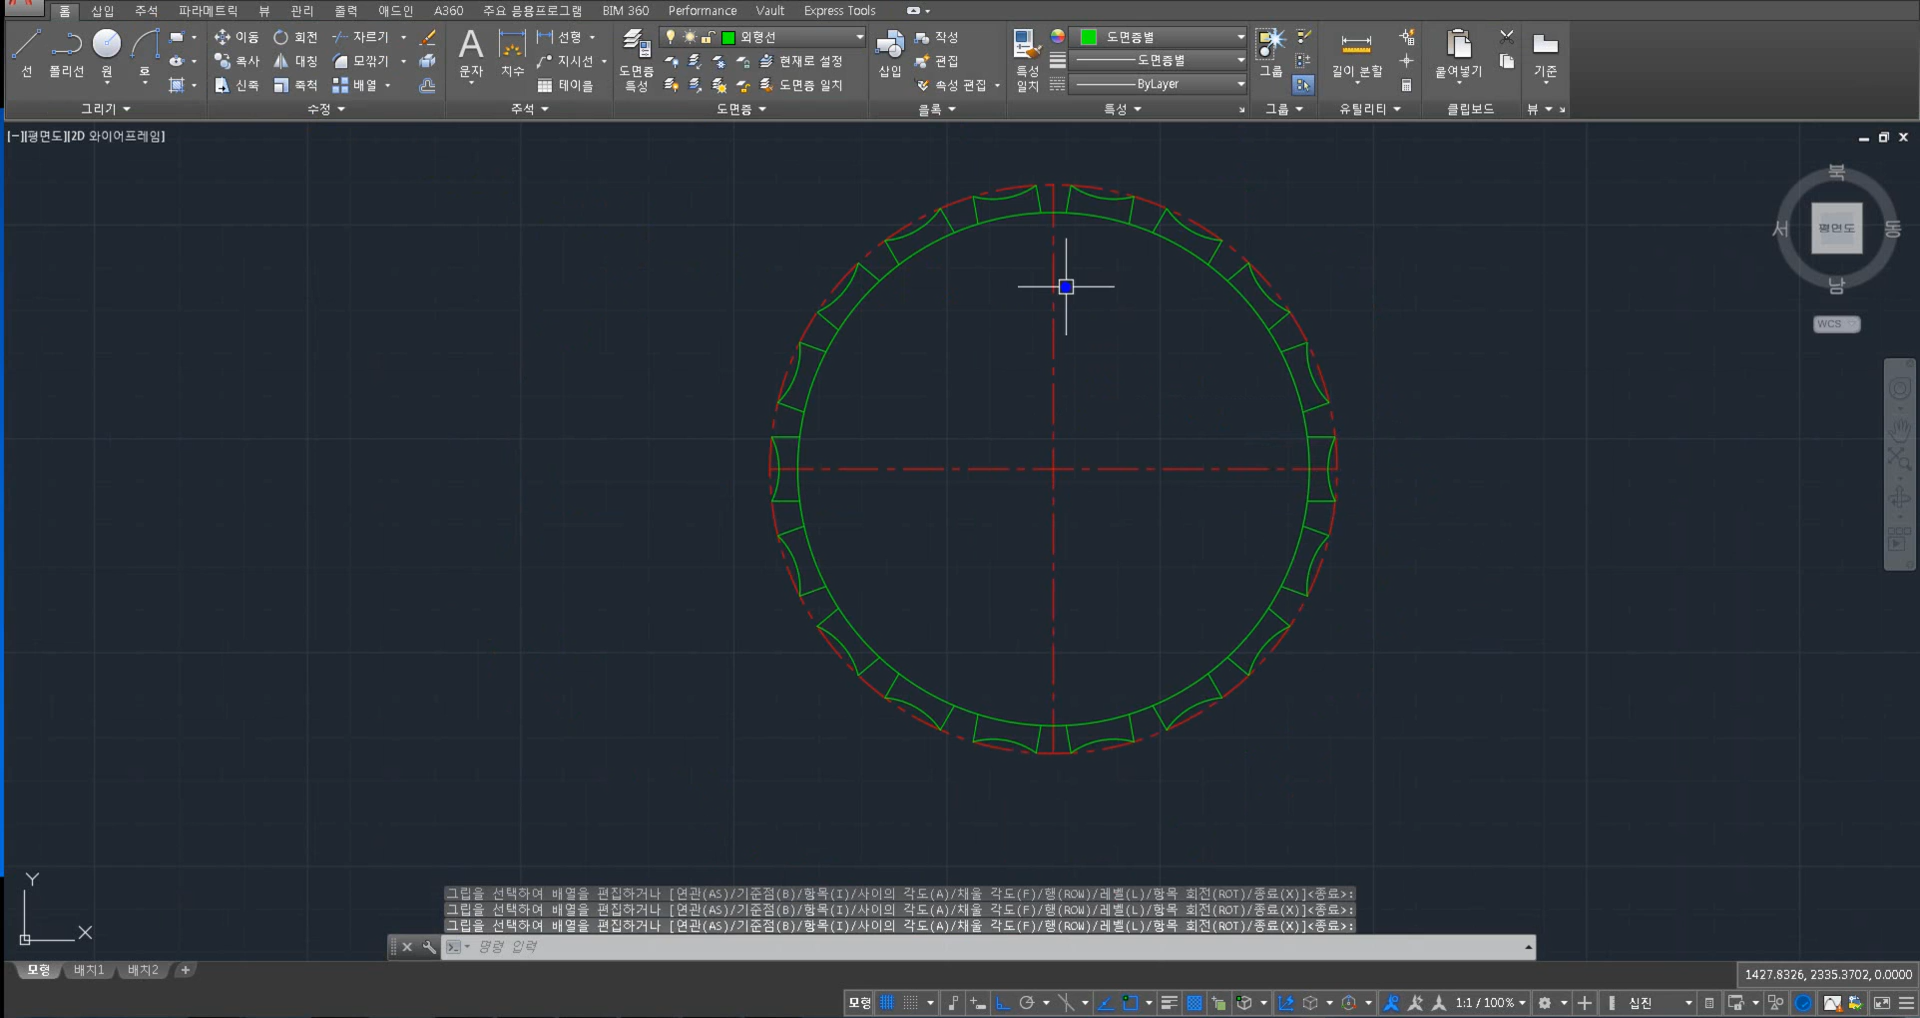 홈 삽입 주석 파라메트릭 뷰 관리 출력 애드인 A360 주요 응용프로그램 BIM 360 Performance Vault Express Tools
선 폴리선 원 호
이동 회전 자르기
복사 대칭 모깎기
신축 축척 배열
문자 치수
선형
지시선
테이블
도면층 특성
외형선
현재로 설정
도면층 일치
삽입
작성
편집
속성 편집
특성 일치
도면층별
도면층별
ByLayer
그룹
길이 분할
붙여넣기
기준
그리기 수정 주석 도면층 블록 특성 그룹 유틸리티 클립보드 뷰
[-][평면도][2D 와이어프레임]
북
서 평면도 동
남
WCS
Y
X
그립을 선택하여 배열을 편집하거나 [연관(AS)/기준점(B)/항목(I)/사이의 각도(A)/채울 각도(F)/행(ROW)/레벨(L)/항목 회전(ROT)/종료(X)]<종료>:
그립을 선택하여 배열을 편집하거나 [연관(AS)/기준점(B)/항목(I)/사이의 각도(A)/채울 각도(F)/행(ROW)/레벨(L)/항목 회전(ROT)/종료(X)]<종료>:
그립을 선택하여 배열을 편집하거나 [연관(AS)/기준점(B)/항목(I)/사이의 각도(A)/채울 각도(F)/행(ROW)/레벨(L)/항목 회전(ROT)/종료(X)]<종료>:
명령 입력
모형 배치1 배치2 +
1427.8326, 2335.3702, 0.0000
모형 1:1 / 100% 십진